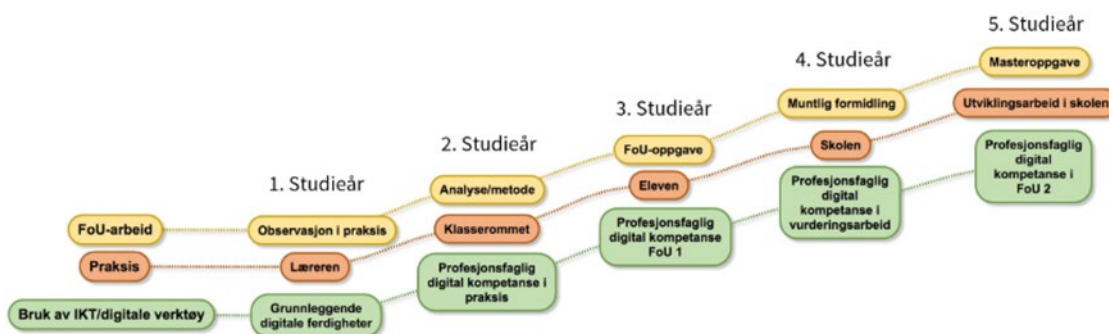 5. Studieår
Masteroppgave
Utviklingsarbeid i skolen
Profesjonsfaglig
digital
kompetanse i
FoU 2
4. Studieår
Muntlig formidling
Skolen
Profesjonsfaglig
digital
kompetanse i
vurderingsarbeid
3. Studieår
FoU-oppgave
Eleven
Profesjonsfaglig
digital kompetanse
FoU 1
2. Studieår
Analyse/metode
Klasserommet
Profesjonsfaglig
digital kompetanse i
praksis
1. Studieår
Observasjon i praksis
Læreren
Grunnleggende
digitale ferdigheter
FoU-arbeid
Praksis
Bruk av IKT/digitale verktøy